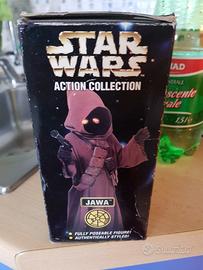 STAR
WARS
ACTION COLLECTION
JAWA
• FULLY POSEABLE FIGURE!
• AUTHENTICALLY STYLED!